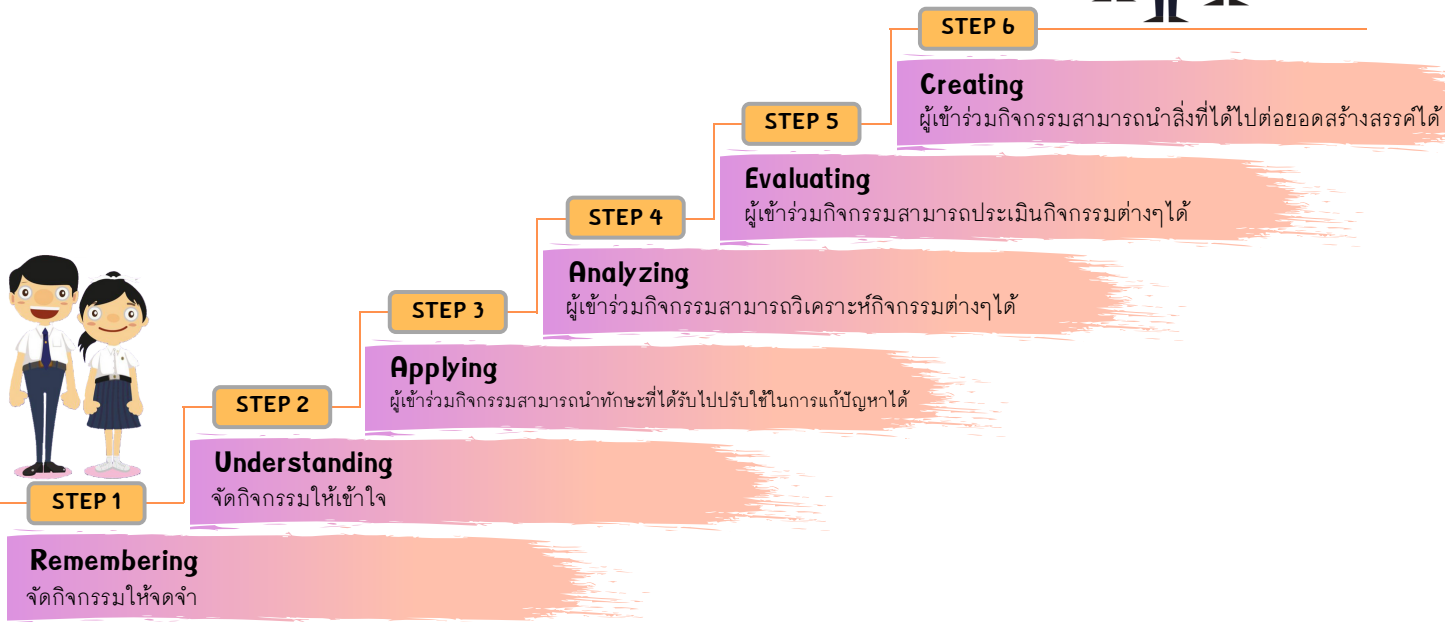 STEP 6
Creating
ผู้เข้าร่วมกิจกรรมสามารถนำสิ่งที่ได้ไปต่อยอดสร้างสรรค์ได้
STEP 5
Evaluating
ผู้เข้าร่วมกิจกรรมสามารถประเมินกิจกรรมต่างๆได้
STEP 4
Analyzing
ผู้เข้าร่วมกิจกรรมสามารถวิเคราะห์กิจกรรมต่างๆได้
STEP 3
Applying
ผู้เข้าร่วมกิจกรรมสามารถนำทักษะที่ได้รับไปปรับใช้ในการแก้ปัญหาได้
STEP 2
Understanding
จัดกิจกรรมให้เข้าใจ
STEP 1
Remembering
จัดกิจกรรมให้จดจำ